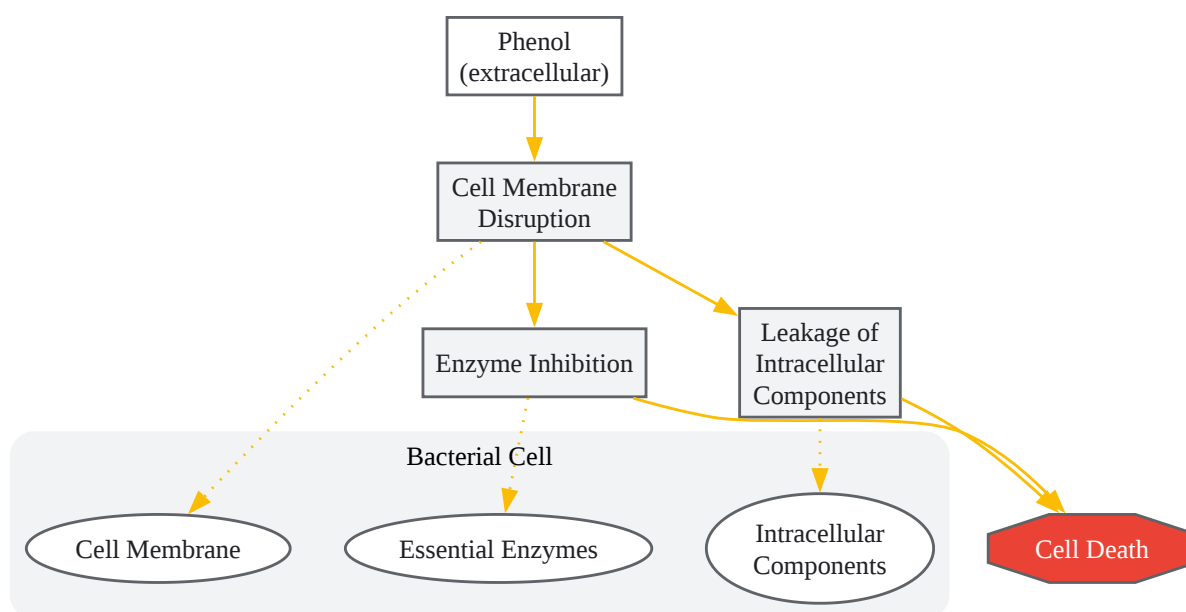 Phenol
(extracellular)
Cell Membrane
Disruption
Enzyme Inhibition
Leakage of
Intracellular
Components
Bacterial Cell
Cell Membrane
Essential Enzymes
Intracellular
Components
Cell Death